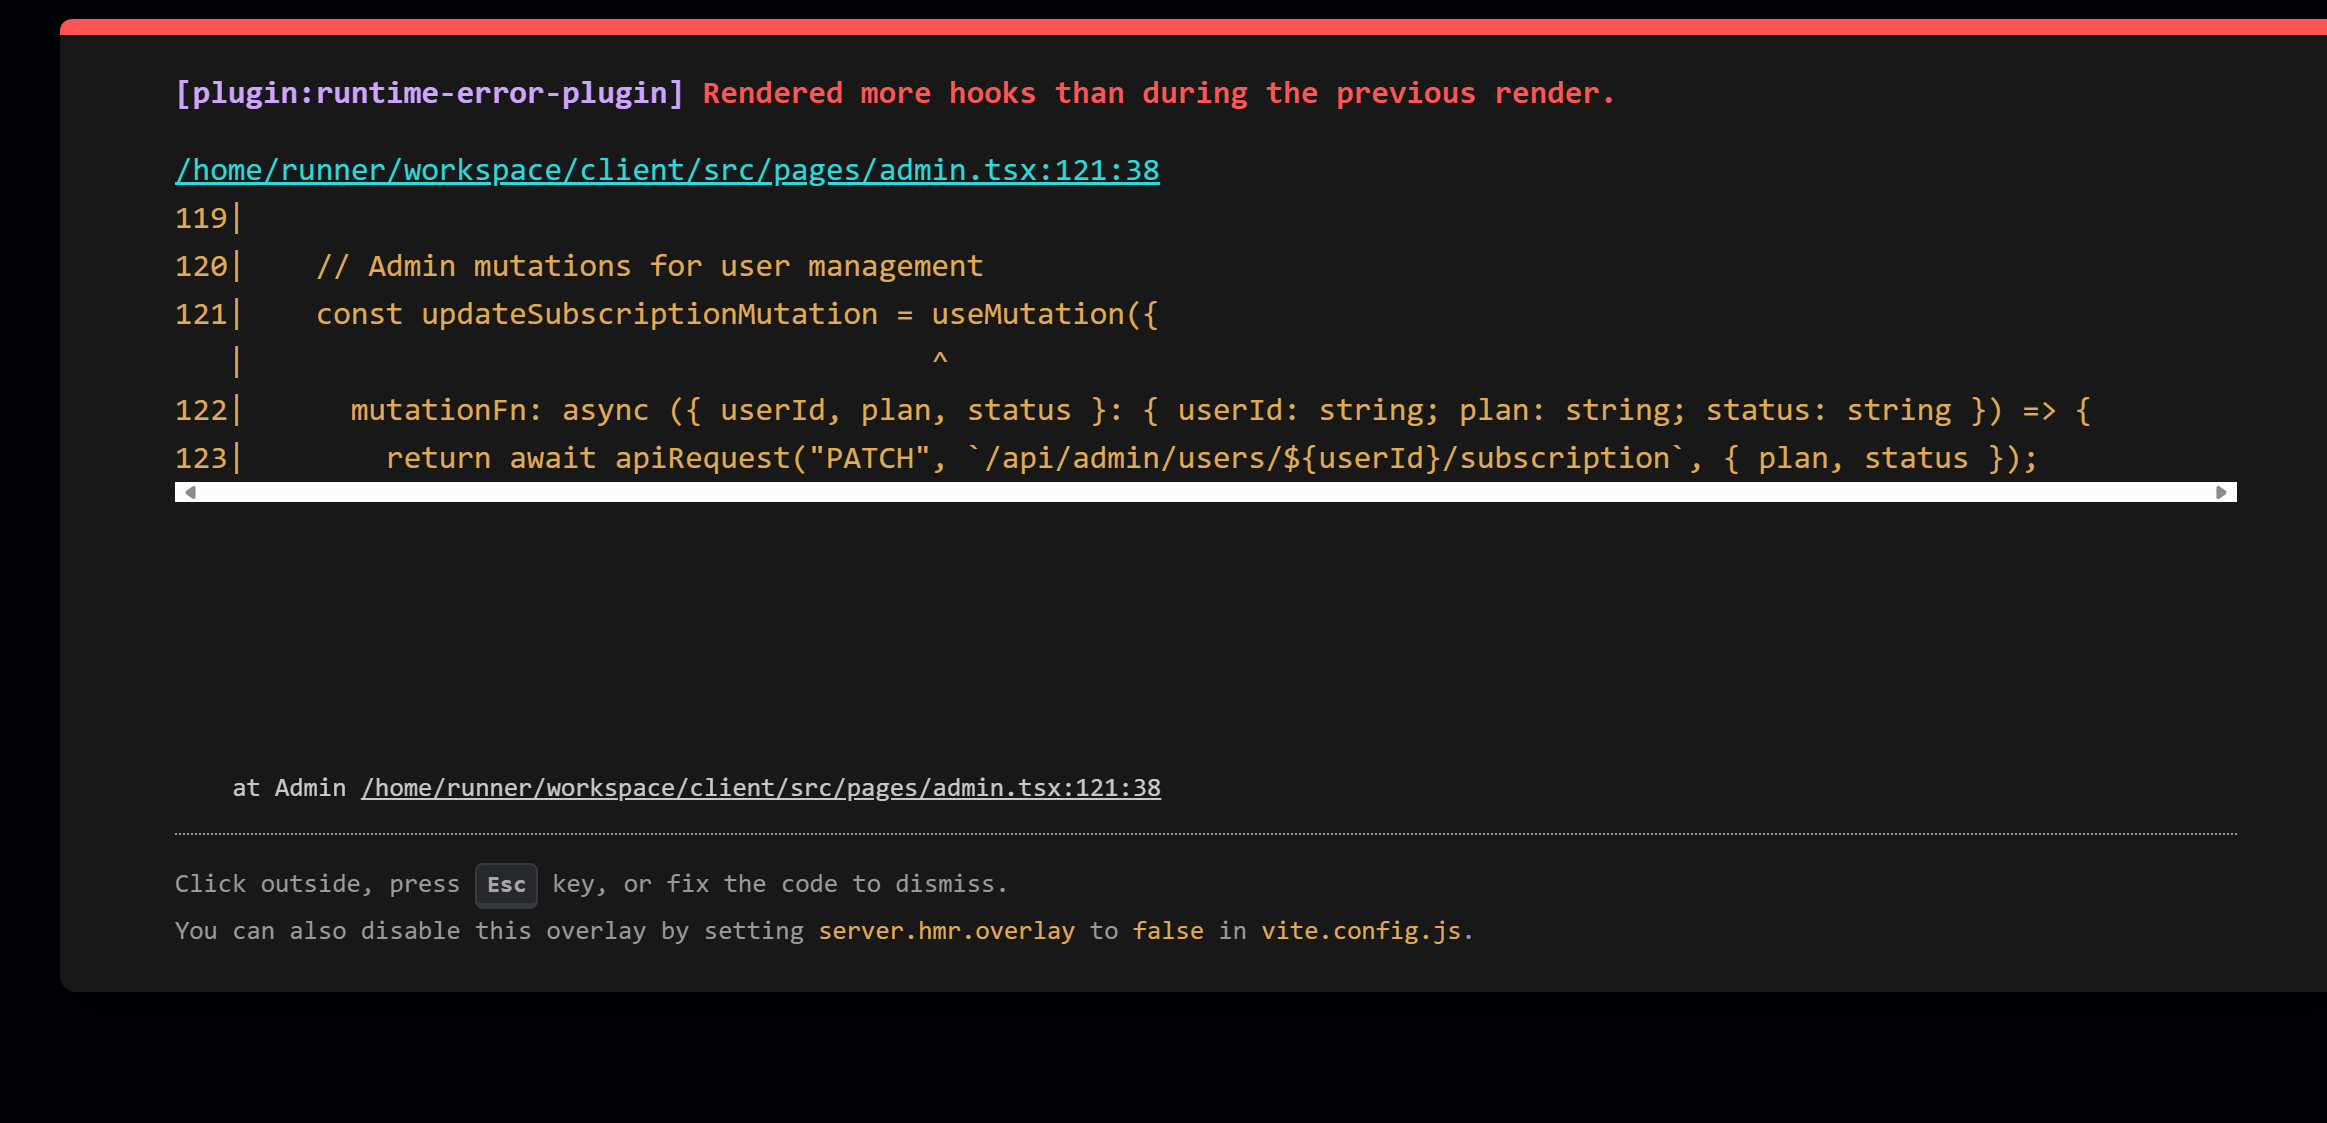 [plugin:runtime-error-plugin] Rendered more hooks than during the previous render.
/home/runner/workspace/client/src/pages/admin.tsx:121:38
119|
120|    // Admin mutations for user management
121|    const updateSubscriptionMutation = useMutation({
   |                                       ^
122|      mutationFn: async ({ userId, plan, status }: { userId: string; plan: string; status: string }) => {
123|        return await apiRequest("PATCH", `/api/admin/users/${userId}/subscription`, { plan, status });
at Admin /home/runner/workspace/client/src/pages/admin.tsx:121:38
Click outside, press Esc key, or fix the code to dismiss.
You can also disable this overlay by setting server.hmr.overlay to false in vite.config.js.